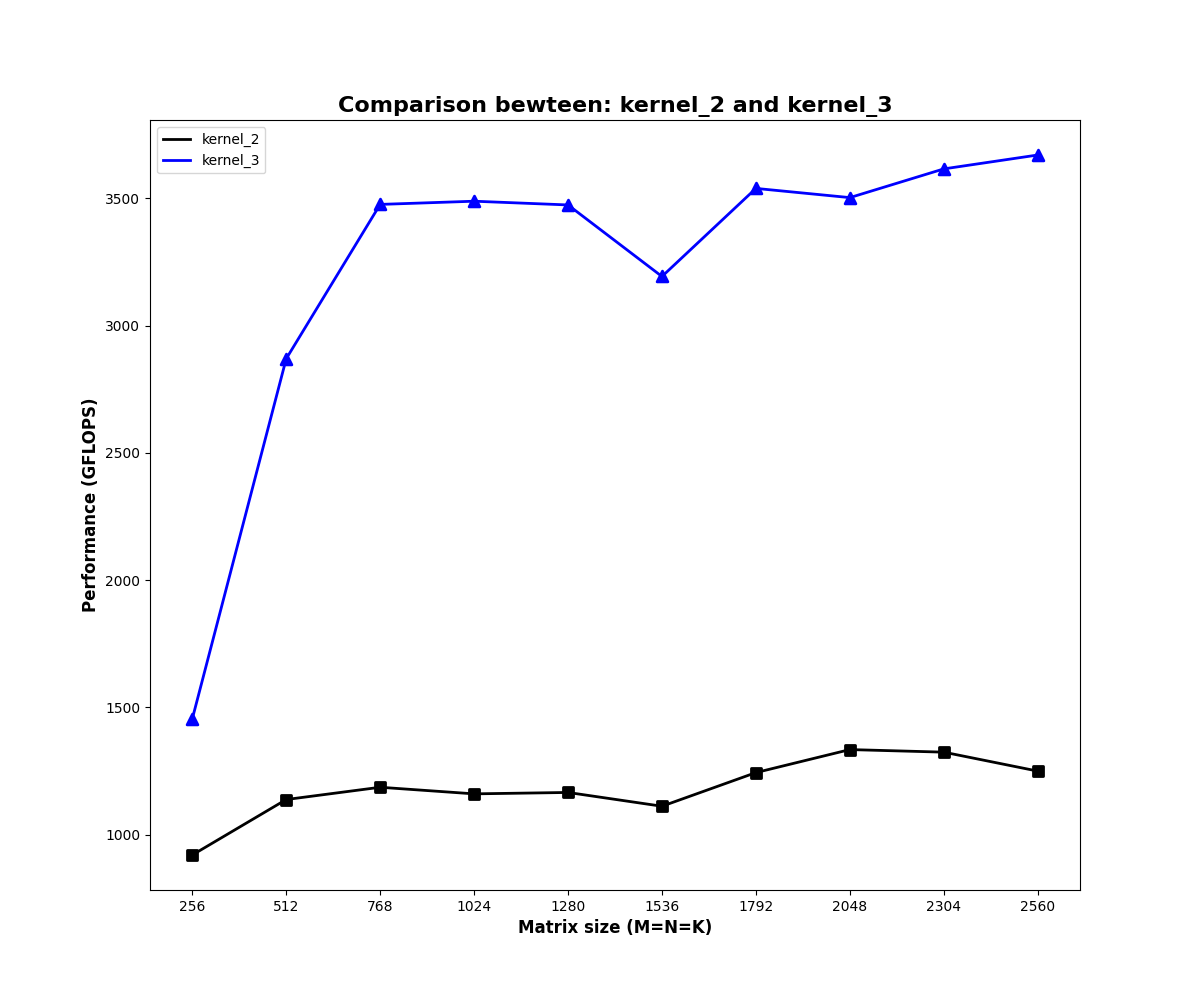 Comparison bewteen: kernel_2 and kernel_3
kernel_2
kernel_3
Performance (GFLOPS)
3500
3000
2500
2000
1500
1000
256 512 768 1024 1280 1536 1792 2048 2304 2560
Matrix size (M=N=K)